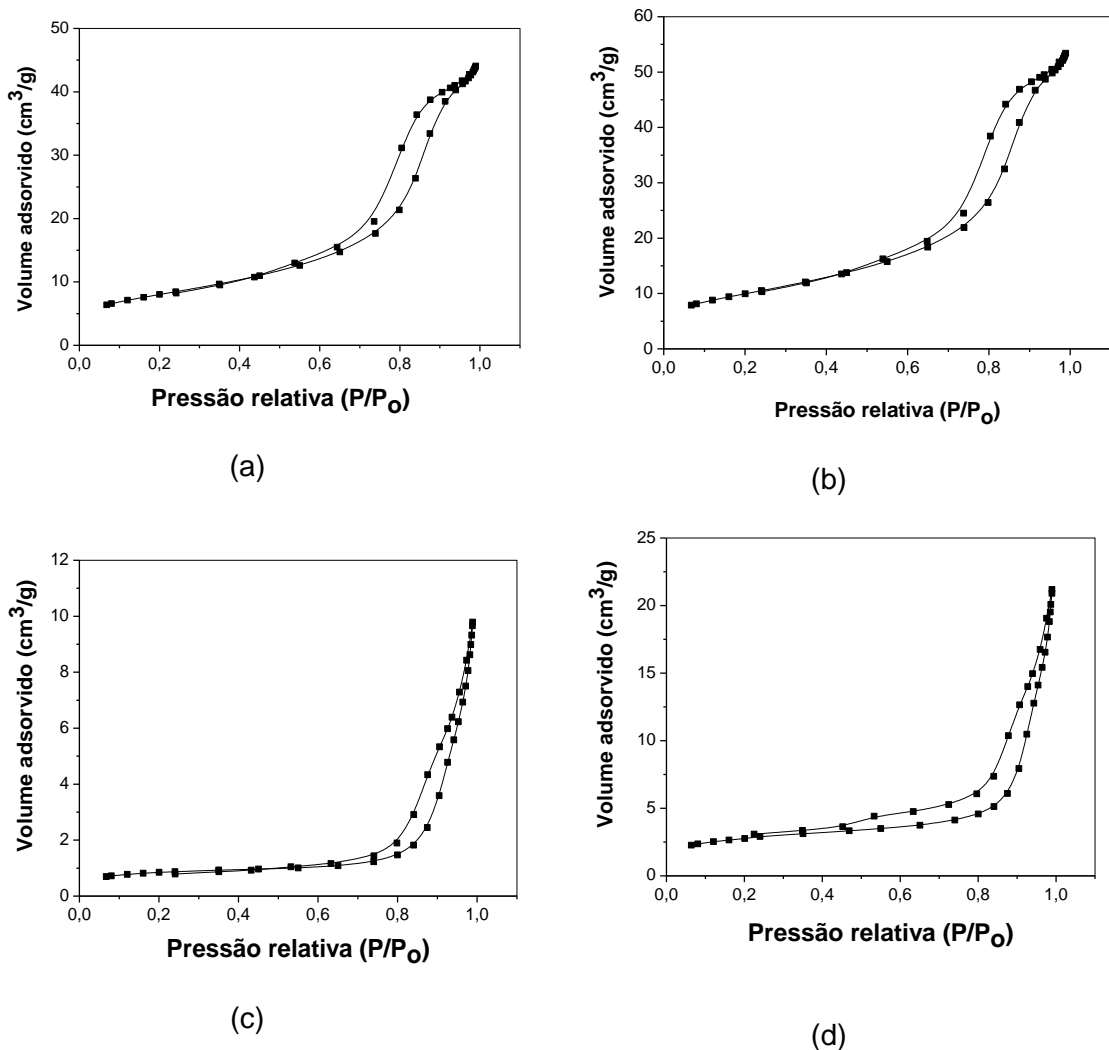 50
40
30
20
10
0
0,0 0,2 0,4 0,6 0,8 1,0
Volume adsorvido (cm³/g)
Pressão relativa (P/Po)
(a)
60
50
40
30
20
10
0
0,0 0,2 0,4 0,6 0,8 1,0
Volume adsorvido (cm³/g)
Pressão relativa (P/Po)
(b)
12
10
8
6
4
2
0
0,0 0,2 0,4 0,6 0,8 1,0
Volume adsorvido (cm³/g)
Pressão relativa (P/Po)
(c)
25
20
15
10
5
0
0,0 0,2 0,4 0,6 0,8 1,0
Volume adsorvido (cm³/g)
Pressão relativa (P/Po)
(d)